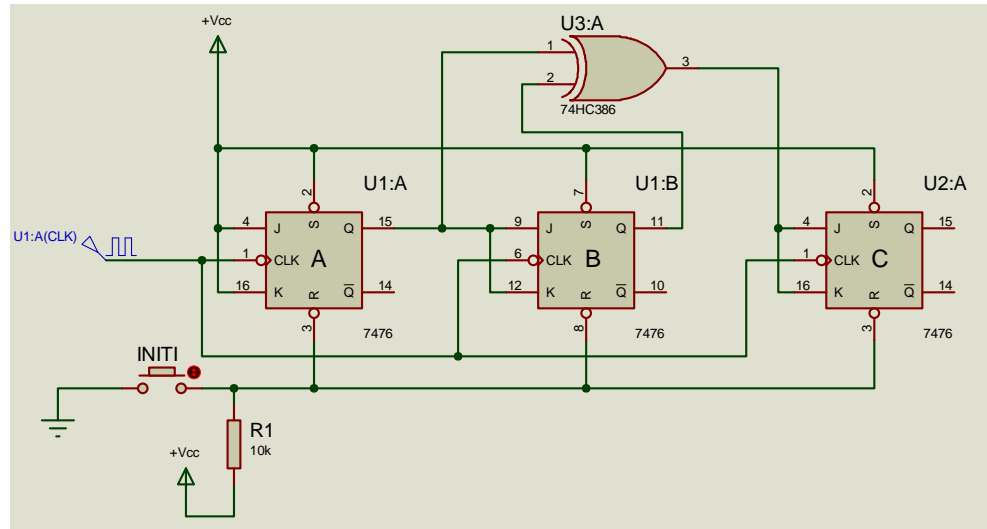 U3:A
+Vcc
1
3
2
74HC386
U1:A
U1:B
U2:A
2
7
2
4
J
S
Q
15
9
J
S
Q
11
4
J
S
Q
15
U1:A(CLK)
1
CLK
A
6
CLK
B
1
CLK
C
16
K
R
Q
14
12
K
R
Q
10
16
K
R
Q
14
3
7476
8
7476
3
7476
INITI
R1
10k
+Vcc